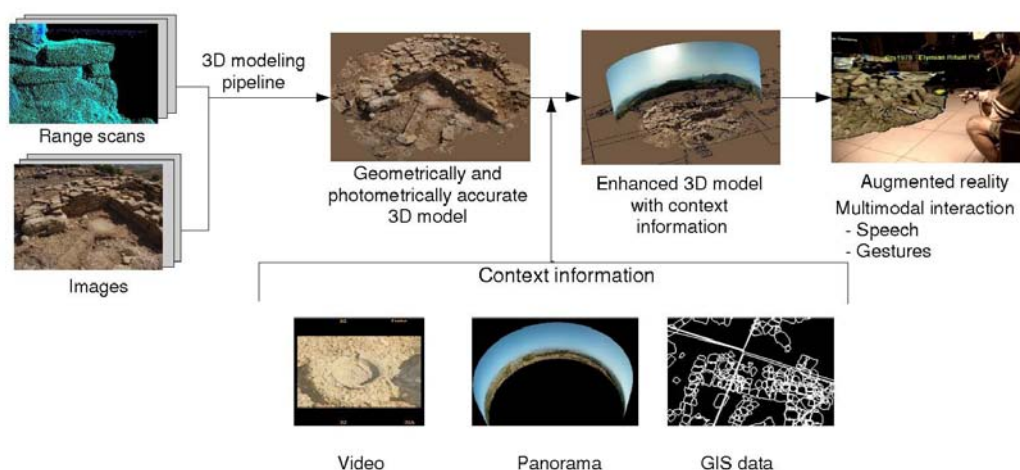 Range scans
Images
3D modeling
pipeline
Geometrically and
photometrically accurate
3D model
Enhanced 3D model
with context
information
Augmented reality
Multimodal interaction
- Speech
- Gestures
Context information
Video
Panorama
GIS data